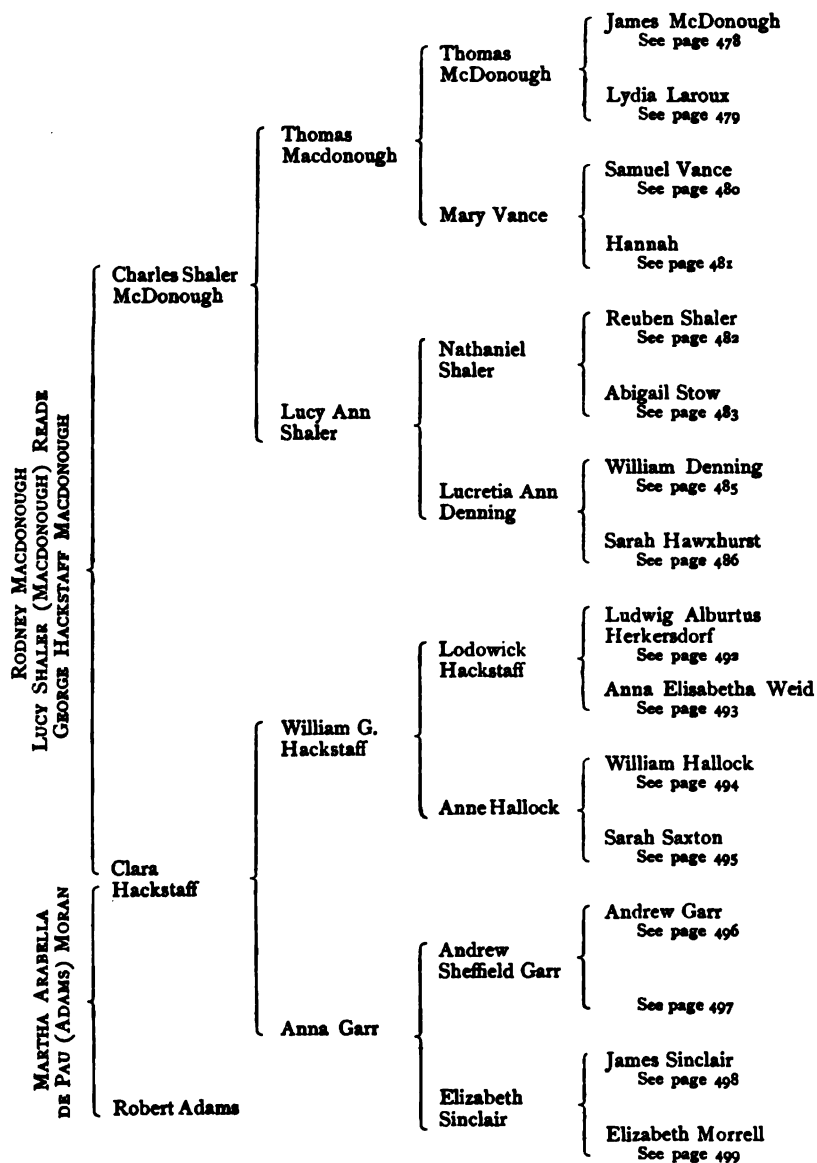 RODNEY MACDONOUGH
LUCY SHALER (MACDONOUGH) READE
GEORGE HACKSTAFF MACDONOUGH
MARTHA ARABELLA
DE PAU (ADAMS) MORAN
Charles Shaler
McDonough
Clara
Hackstaff
Robert Adams
Thomas
Macdonough
Lucy Ann
Shaler
William G.
Hackstaff
Anna Garr
Thomas
McDonough
Mary Vance
Nathaniel
Shaler
Lucretia Ann
Denning
Lodowick
Hackstaff
Anne Hallock
Andrew
Sheffield Garr
Elizabeth
Sinclair
James McDonough
See page 478
Lydia Laroux
See page 479
Samuel Vance
See page 480
Hannah
See page 481
Reuben Shaler
See page 482
Abigail Stow
See page 483
William Denning
See page 485
Sarah Hawxhurst
See page 486
Ludwig Alburtus
Herkersdorf
See page 492
Anna Elisabetha Weid
See page 493
William Hallock
See page 494
Sarah Saxton
See page 495
Andrew Garr
See page 496
See page 497
James Sinclair
See page 498
Elizabeth Morrell
See page 499